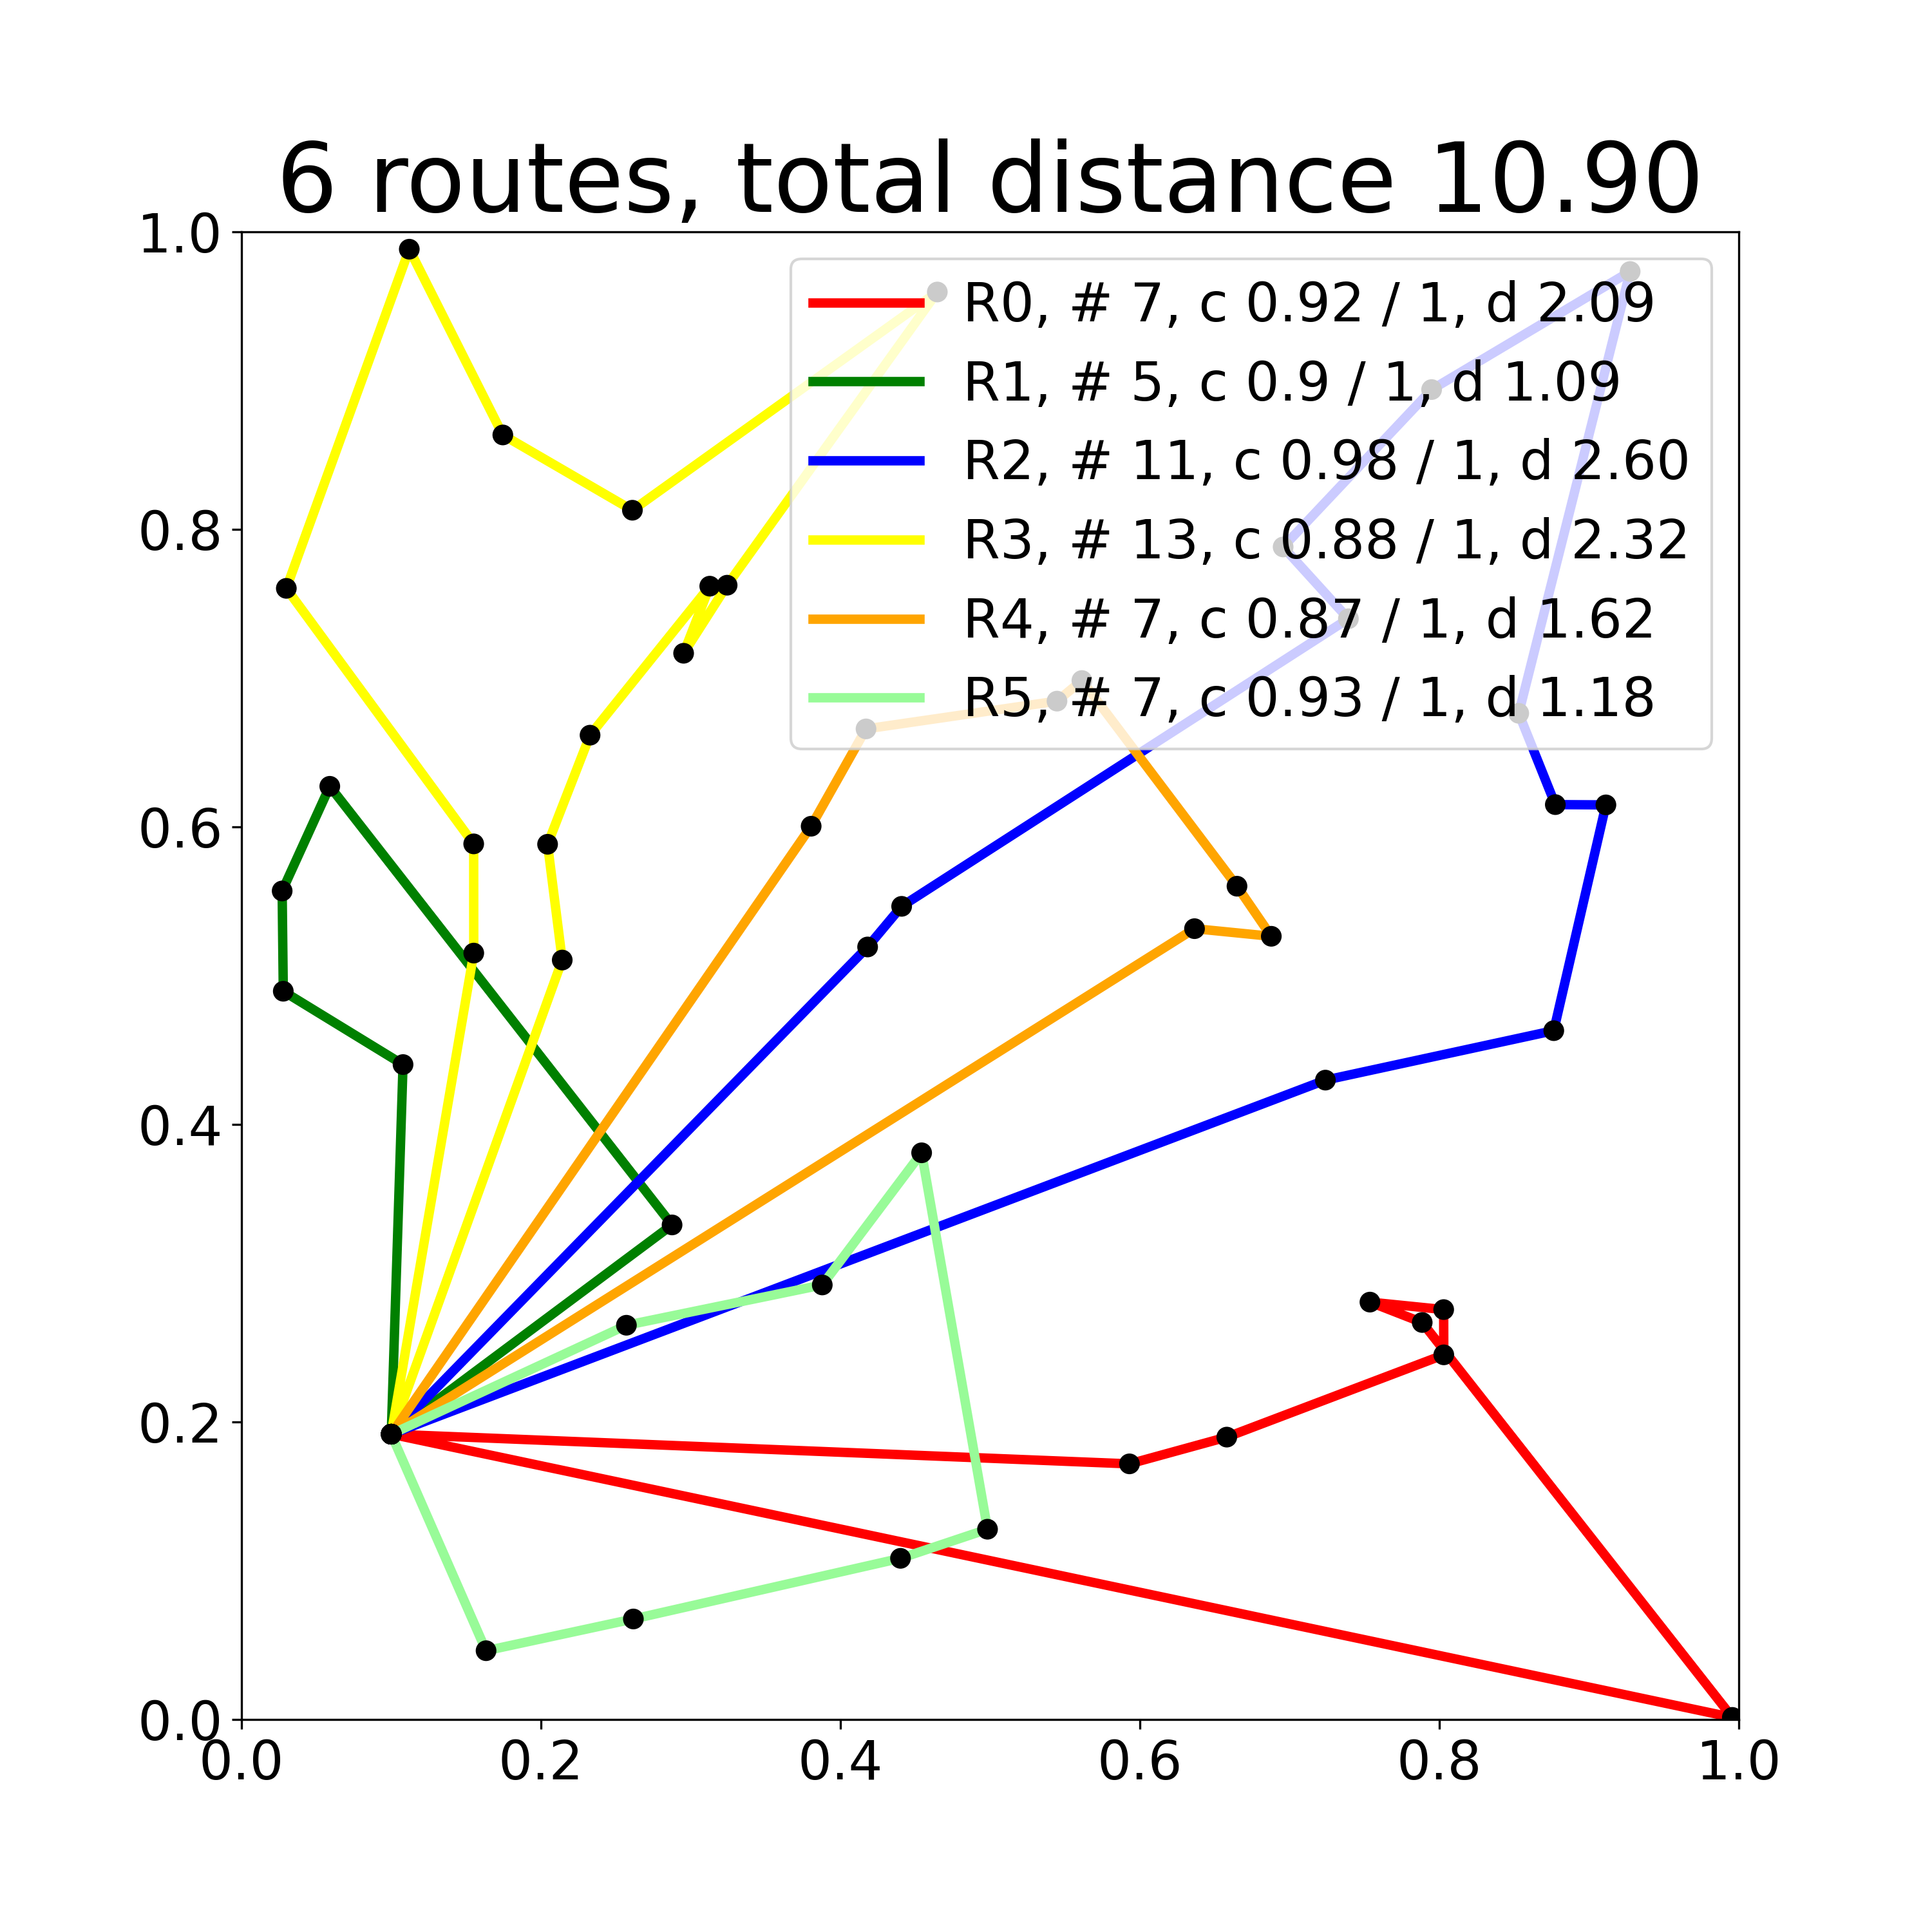 6 routes, total distance 10.90
1.0
0.8
0.6
0.4
0.2
0.0
0.0 0.2 0.4 0.6 0.8 1.0
R0, # 7, c 0.92 / 1, d 2.09
R1, # 5, c 0.9 / 1, d 1.09
R2, # 11, c 0.98 / 1, d 2.60
R3, # 13, c 0.88 / 1, d 2.32
R4, # 7, c 0.87 / 1, d 1.62
R5, # 7, c 0.93 / 1, d 1.18